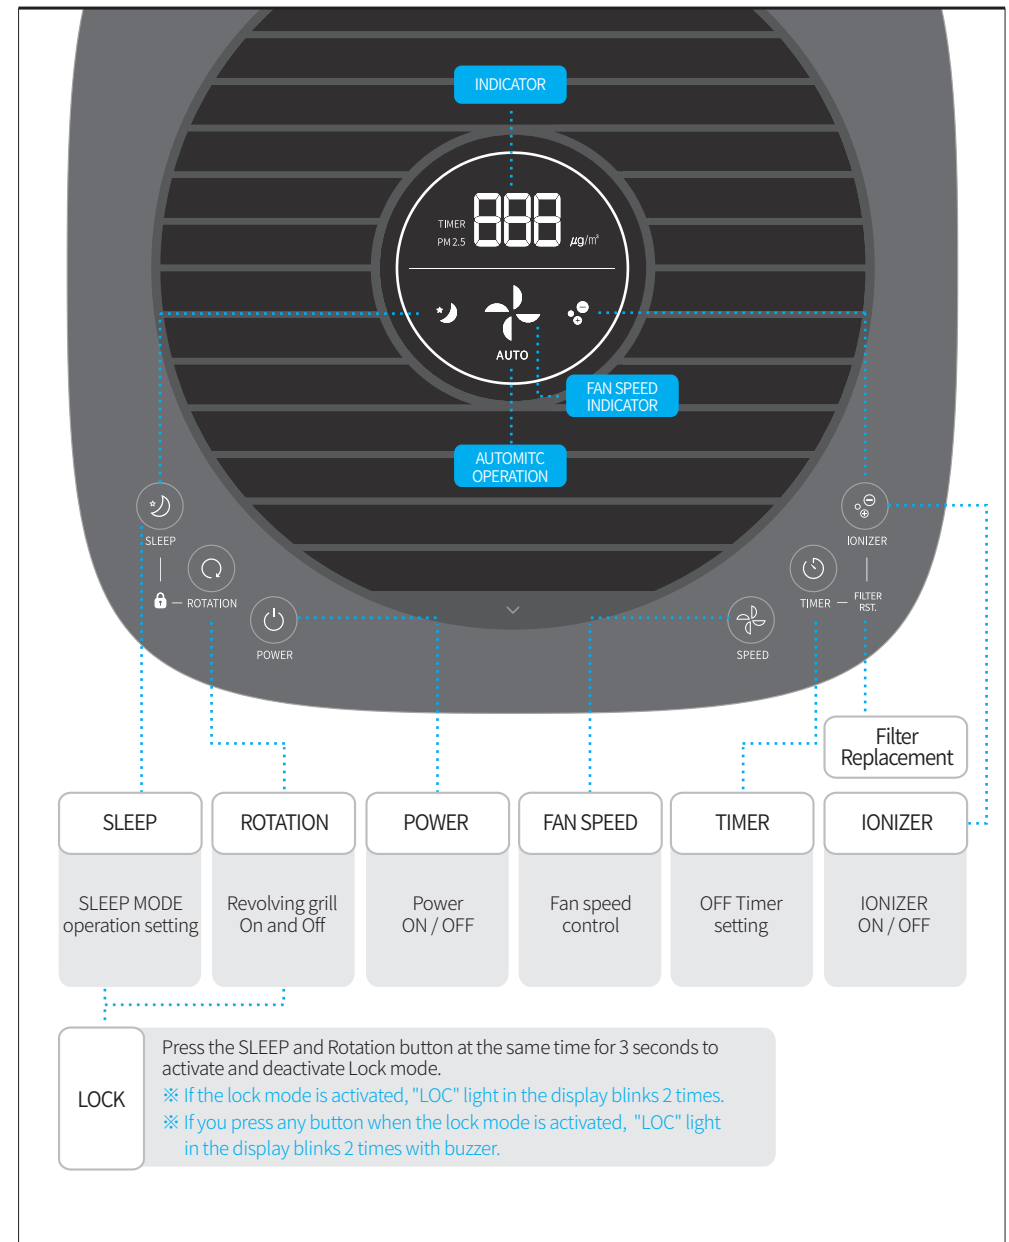 INDICATOR
TIMER
PM 2.5
888
μg/m³
AUTO
FAN SPEED
INDICATOR
AUTOMITC
OPERATION
SLEEP
ROTATION
POWER
IONIZER
TIMER
FILTER
RST.
SPEED
Filter
Replacement
SLEEP
ROTATION
POWER
FAN SPEED
TIMER
IONIZER
SLEEP MODE
operation setting
Revolving grill
On and Off
Power
ON / OFF
Fan speed
control
OFF Timer
setting
IONIZER
ON / OFF
LOCK
Press the SLEEP and Rotation button at the same time for 3 seconds to
activate and deactivate Lock mode.
※ If the lock mode is activated, "LOC" light in the display blinks 2 times.
※ If you press any button when the lock mode is activated, "LOC" light
in the display blinks 2 times with buzzer.